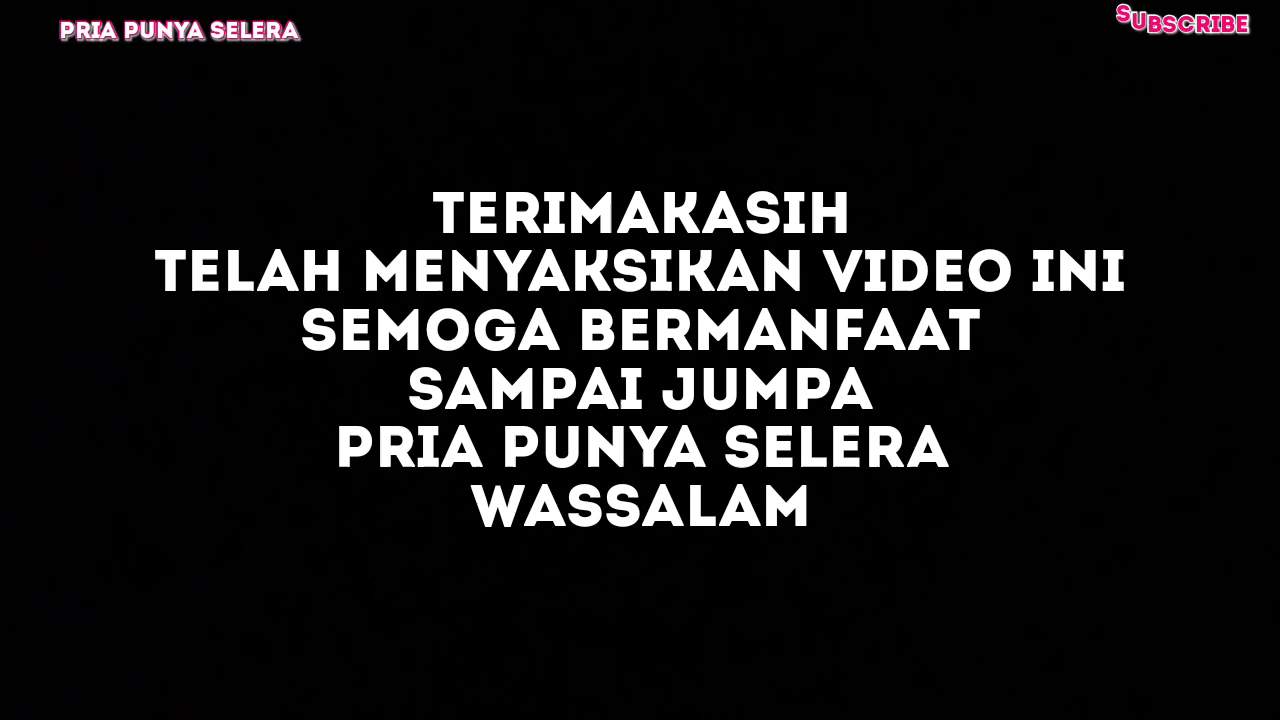 PRIA PUNYA SELERA
SUBSCRIBE
TERIMAKASIH
TELAH MENYAKSIKAN VIDEO INI
SEMOGA BERMANFAAT
SAMPAI JUMPA
PRIA PUNYA SELERA
WASSALAM